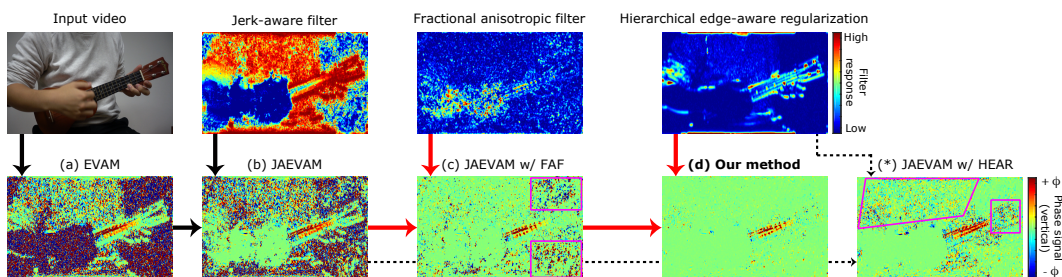 Input video
Jerk-aware filter
Fractional anisotropic filter
Hierarchical edge-aware regularization
High
Filter
response
Low
(a) EVAM
(b) JAEVAM
(c) JAEVAM w/ FAF
(d) Our method
(*) JAEVAM w/ HEAR
+ ϕ
Phase signal
(vertical)
- ϕ